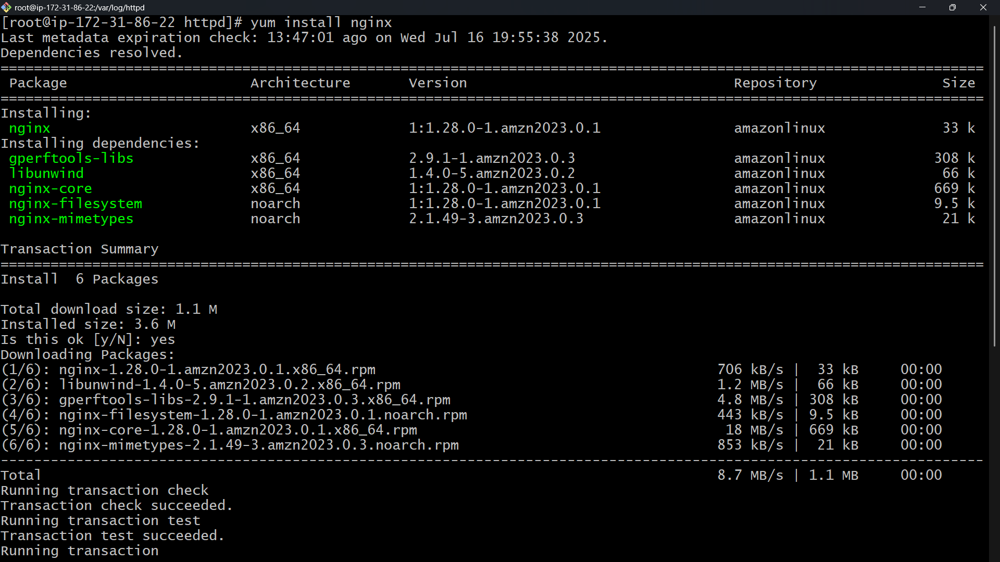 root@ip-172-31-86-22:/var/log/httpd
[root@ip-172-31-86-22 httpd]# yum install nginx
Last metadata expiration check: 13:47:01 ago on Wed Jul 16 19:55:38 2025.
Dependencies resolved.
Package Architecture Version Repository Size
Installing:
nginx x86_64 1:1.28.0-1.amzn2023.0.1 amazonlinux 33 k
Installing dependencies:
gperftools-libs x86_64 2.9.1-1.amzn2023.0.3 amazonlinux 308 k
libunwind x86_64 1.4.0-5.amzn2023.0.2 amazonlinux 66 k
nginx-core x86_64 1:1.28.0-1.amzn2023.0.1 amazonlinux 669 k
nginx-filesystem noarch 1:1.28.0-1.amzn2023.0.1 amazonlinux 9.5 k
nginx-mimetypes noarch 2.1.49-3.amzn2023.0.3 amazonlinux 21 k
Transaction Summary
Install 6 Packages
Total download size: 1.1 M
Installed size: 3.6 M
Is this ok [y/N]: yes
Downloading Packages:
(1/6): nginx-1.28.0-1.amzn2023.0.1.x86_64.rpm 706 kB/s | 33 kB 00:00
(2/6): libunwind-1.4.0-5.amzn2023.0.2.x86_64.rpm 1.2 MB/s | 66 kB 00:00
(3/6): gperftools-libs-2.9.1-1.amzn2023.0.3.x86_64.rpm 4.8 MB/s | 308 kB 00:00
(4/6): nginx-filesystem-1.28.0-1.amzn2023.0.1.noarch.rpm 443 kB/s | 9.5 kB 00:00
(5/6): nginx-core-1.28.0-1.amzn2023.0.1.x86_64.rpm 18 MB/s | 669 kB 00:00
(6/6): nginx-mimetypes-2.1.49-3.amzn2023.0.3.noarch.rpm 853 kB/s | 21 kB 00:00
Total 8.7 MB/s | 1.1 MB 00:00
Running transaction check
Transaction check succeeded.
Running transaction test
Transaction test succeeded.
Running transaction